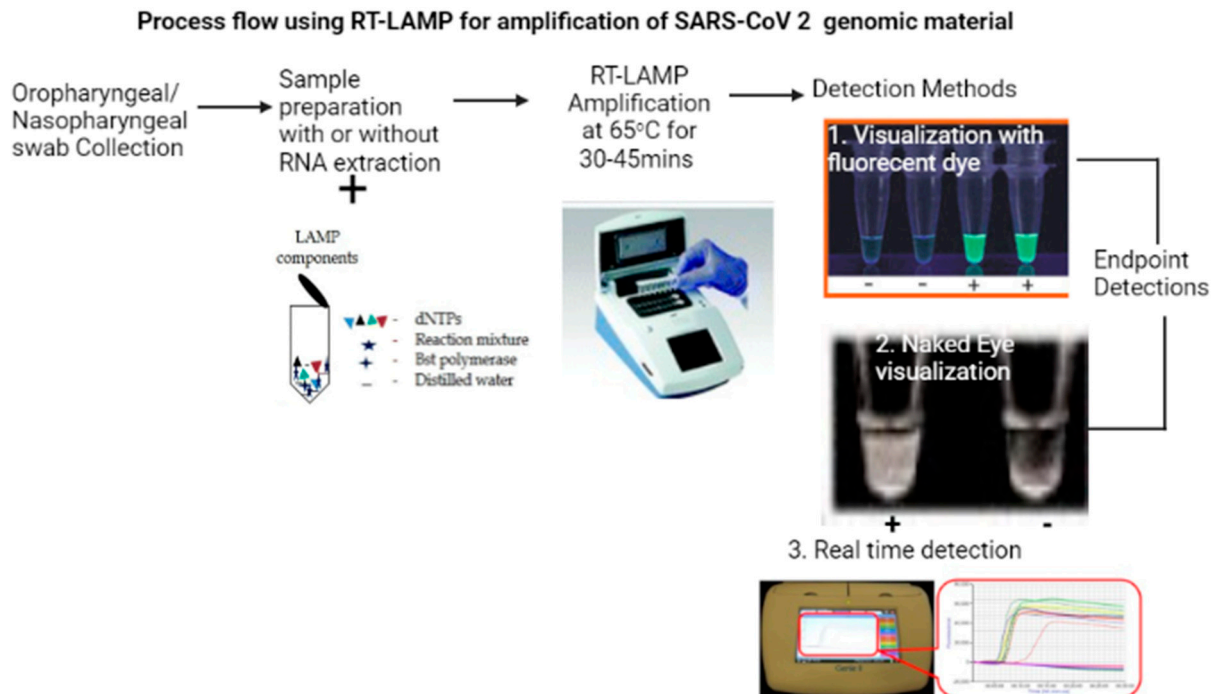 Process flow using RT-LAMP for amplification of SARS-CoV 2 genomic material
Oropharyngeal/
Nasopharyngeal
swab Collection
Sample
preparation
with or without
RNA extraction
+
LAMP
components
- dNTPs
- Reaction mixture
- Bst polymerase
- Distilled water
RT-LAMP
Amplification
at 65°C for
30-45mins
Detection Methods
1. Visualization with
fluorecent dye
- - + +
2. Naked Eye
visualization
+ -
Endpoint
Detections
3. Real time detection
Genie II